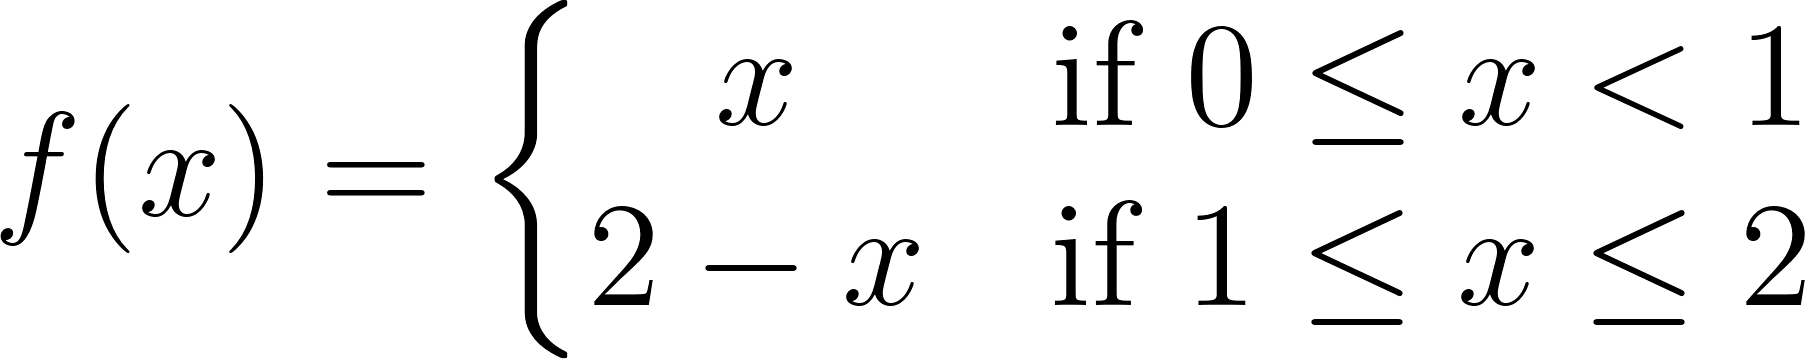 f(x) = { x if 0 ≤ x < 1
2 − x if 1 ≤ x ≤ 2